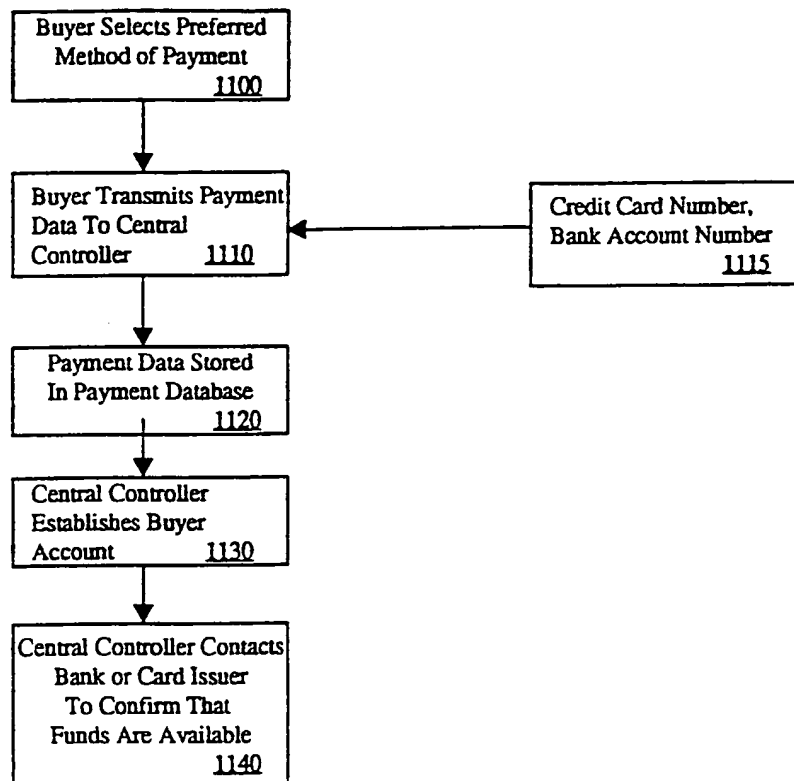 Buyer Selects Preferred
Method of Payment
1100
Buyer Transmits Payment
Data To Central
Controller 1110
Credit Card Number,
Bank Account Number
1115
Payment Data Stored
In Payment Database
1120
Central Controller
Establishes Buyer
Account 1130
Central Controller Contacts
Bank or Card Issuer
To Confirm That
Funds Are Available
1140